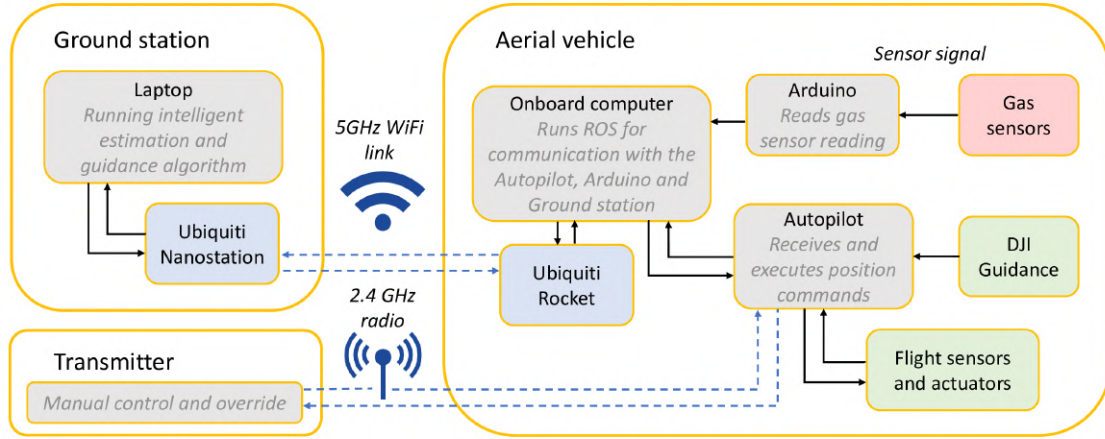 Ground station
Laptop
Running intelligent
estimation and
guidance algorithm
Ubiquiti
Nanostation
5GHz WiFi
link
2.4 GHz
radio
Transmitter
Manual control and override
Aerial vehicle
Onboard computer
Runs ROS for
communication with the
Autopilot, Arduino and
Ground station
Ubiquiti
Rocket
Sensor signal
Arduino
Reads gas
sensor reading
Gas
sensors
Autopilot
Receives and
executes position
commands
DJI
Guidance
Flight sensors
and actuators